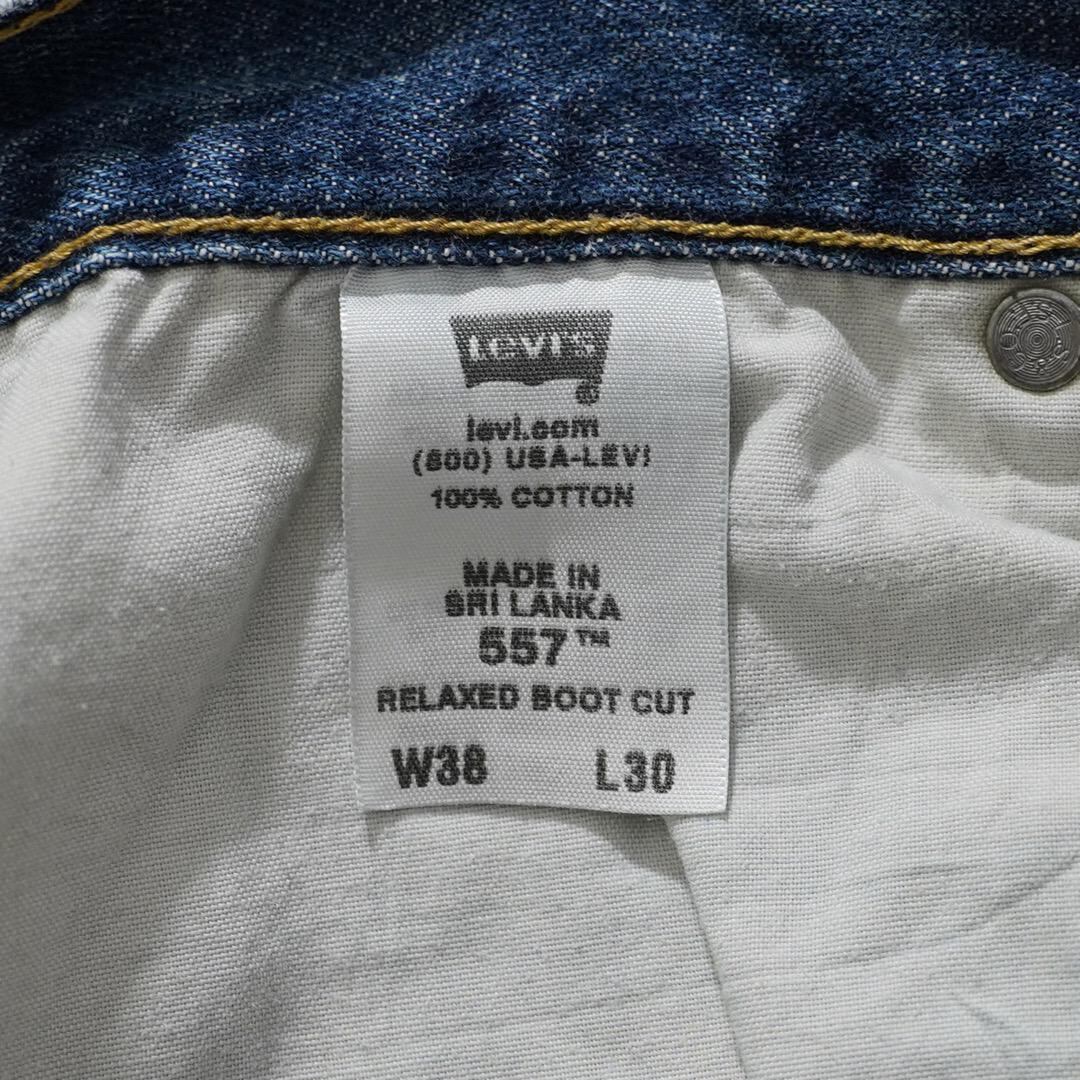 LEVI'S
®
levi.com
(800) USA-LEVI
100% COTTON
MADE IN
SRI LANKA
557™
RELAXED BOOT CUT
W38 L30